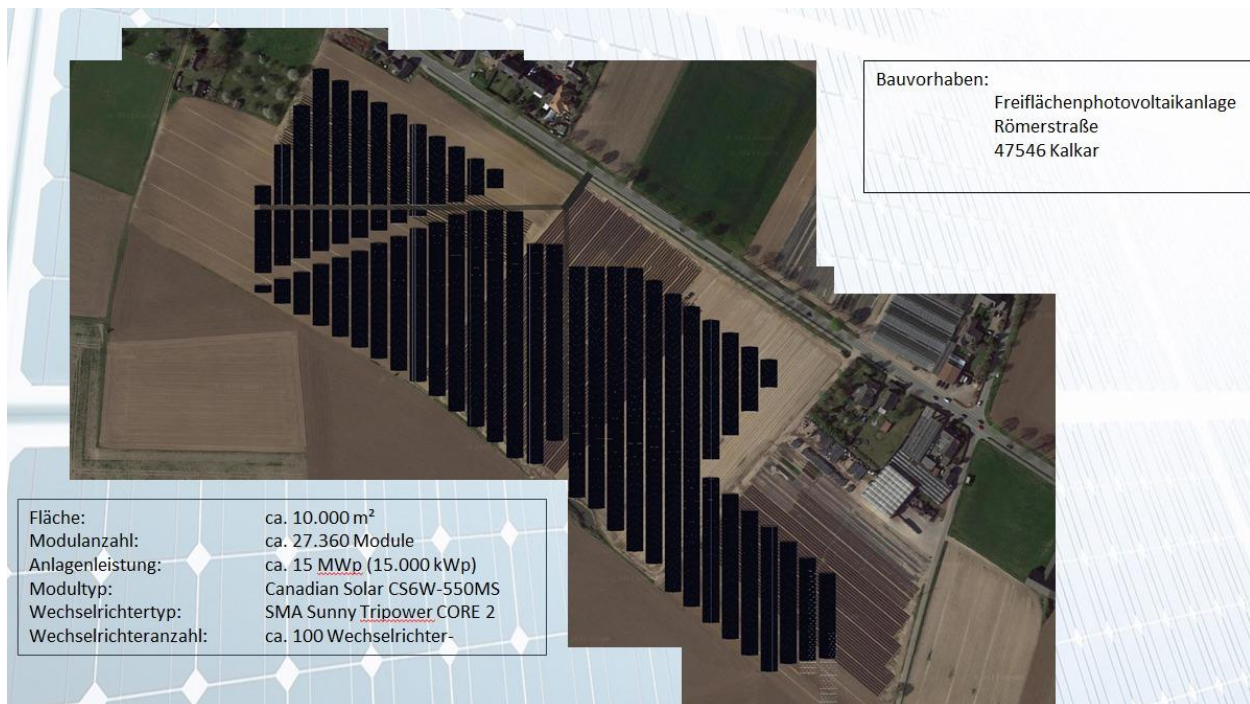 Bauvorhaben:
Freiflächenphotovoltaikanlage
Römerstraße
47546 Kalkar
Fläche: ca. 10.000 m²
Modulanzahl: ca. 27.360 Module
Anlagenleistung: ca. 15 MWp (15.000 kWp)
Modultyp: Canadian Solar CS6W-550MS
Wechselrichtertyp: SMA Sunny Tripower CORE 2
Wechselrichteranzahl: ca. 100 Wechselrichter-